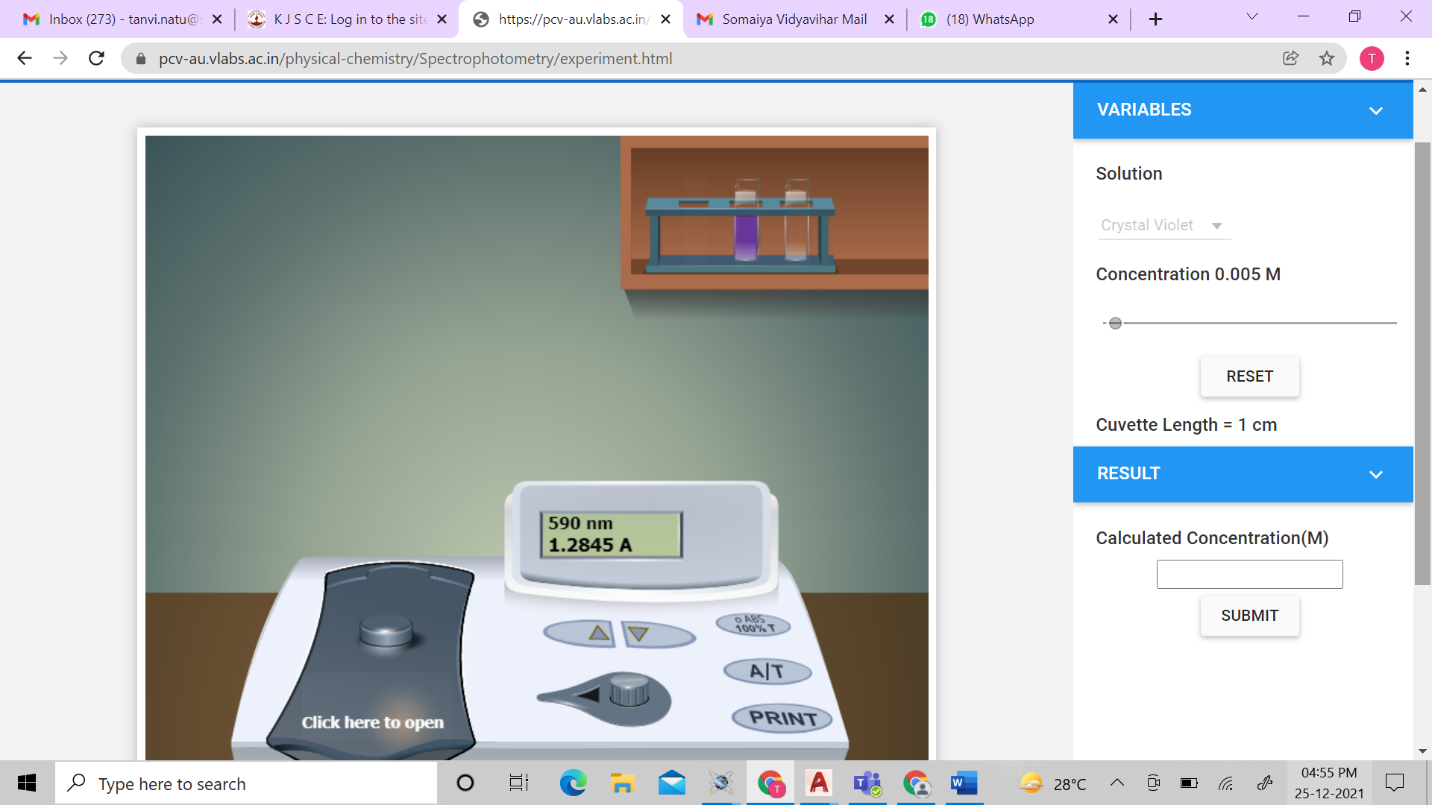 Inbox (273) - tanvi.natu@
K J S C E: Log in to the site
https://pcv-au.vlabs.ac.in/
Somaiya Vidyavihar Mail
18
(18) WhatsApp
pcv-au.vlabs.ac.in/physical-chemistry/Spectrophotometry/experiment.html
T
VARIABLES
Solution
Crystal Violet
Concentration 0.005 M
RESET
Cuvette Length = 1 cm
RESULT
Calculated Concentration(M)
SUBMIT
590 nm
1.2845 A
o ABS
100% T
A|T
PRINT
Click here to open
Type here to search
28°C
04:55 PM
25-12-2021